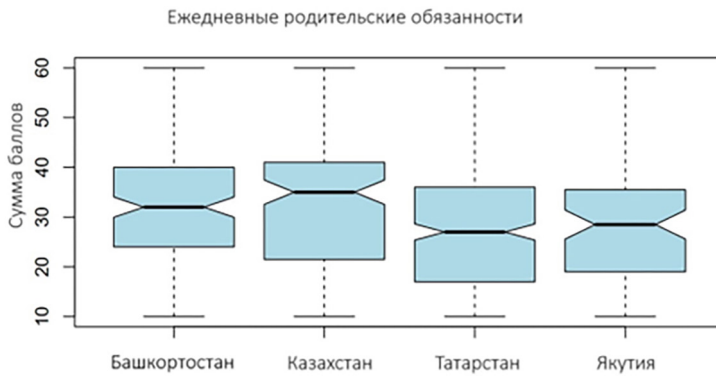 Ежедневные родительские обязанности
Сумма баллов
60
50
40
30
20
10
Башкортостан Казахстан Татарстан Якутия